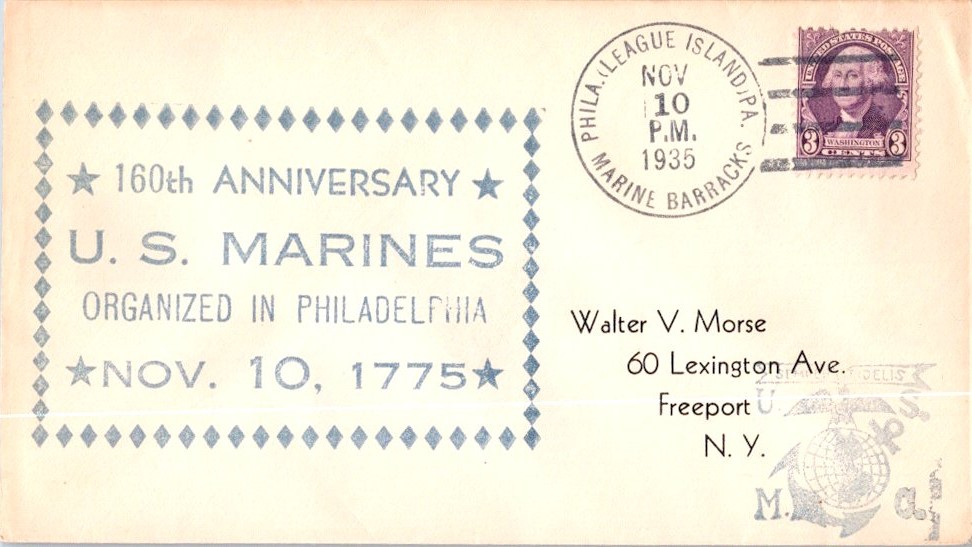 160th ANNIVERSARY
U. S. MARINES
ORGANIZED IN PHILADELPHIA
NOV. 10, 1775
PHILA. (LEAGUE ISLAND) PA.
NOV
10
P.M.
1935
MARINE BARRACKS.
UNITED STATES POSTAGE
3 WASHINGTON 3
CENTS
Walter V. Morse
60 Lexington Ave.
Freeport
N. Y.
FIDELIS
U. S.
M.